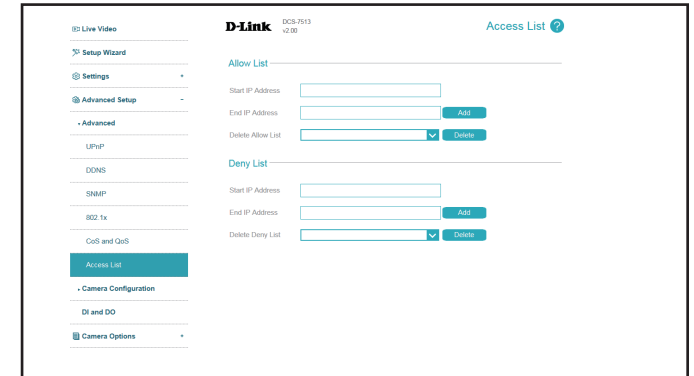 Live Video
Setup Wizard
Settings +
Advanced Setup -
Advanced
UPnP
DDNS
SNMP
802.1x
CoS and QoS
Access List
Camera Configuration
DI and DO
Camera Options +
D-Link DCS-7513
v2.00
Access List ?
Allow List
Start IP Address
End IP Address Add
Delete Allow List Delete
Deny List
Start IP Address
End IP Address Add
Delete Deny List Delete